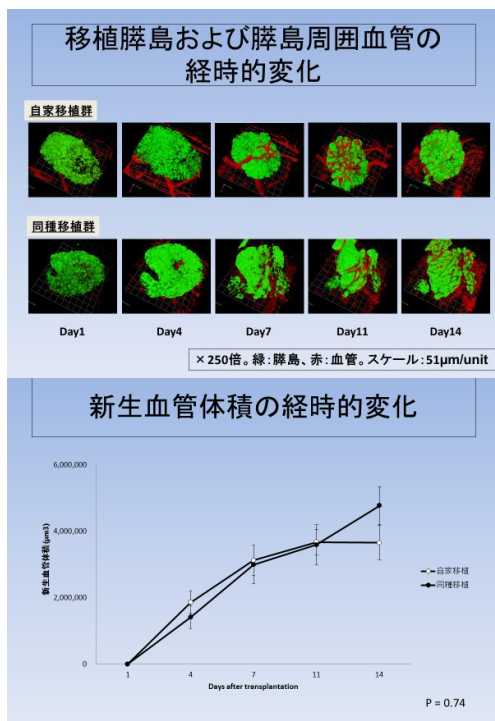 移植膵島および膵島周囲血管の
経時的変化
自家移植群
同種移植群
Day1 Day4 Day7 Day11 Day14
×250倍。緑:膵島、赤:血管。スケール:51μm/unit
新生血管体積の経時的変化
6,000,000
4,000,000
2,000,000
0
新生血管体積(μm3)
1 4 7 11 14
Days after transplantation
自家移植
同種移植
P = 0.74